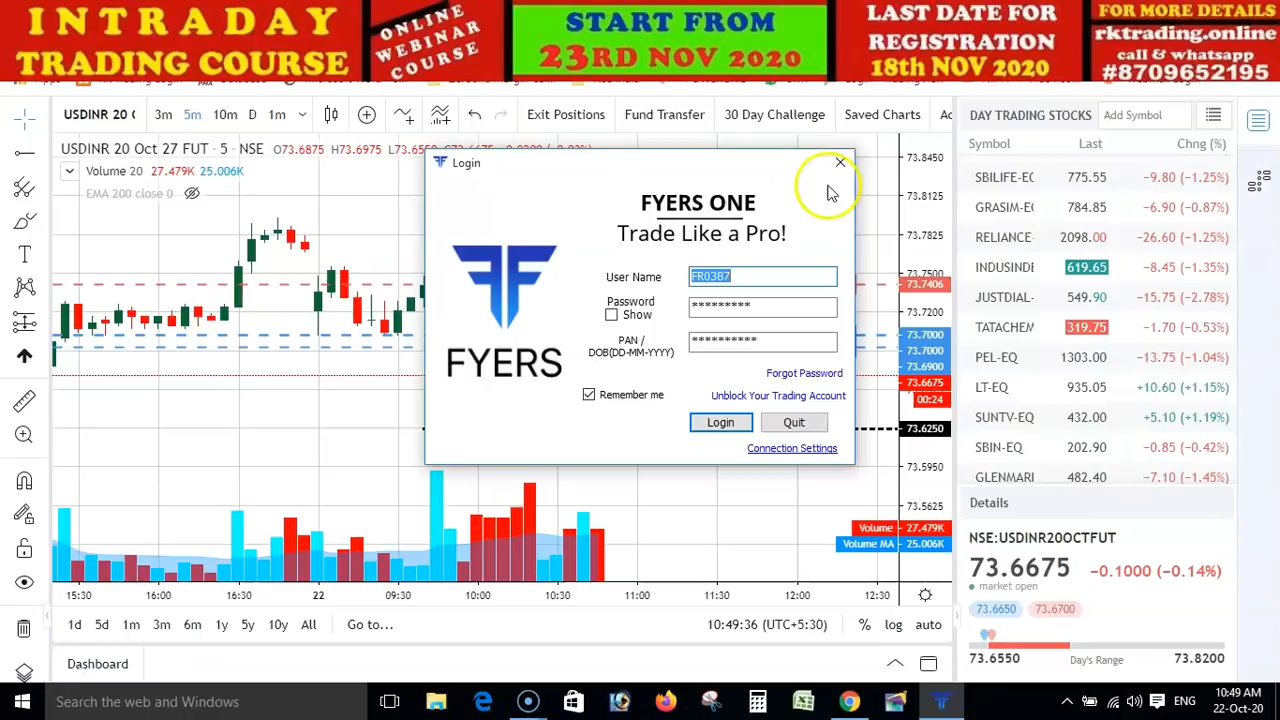 INTRADAY
TRADING COURSE
ONLINE
WEBINAR
COURSE
START FROM
23RD NOV 2020
LAST DATE FOR
REGISTRATION
18th NOV 2020
FOR MORE DETAILS
rktrading.online
call & whatsapp
#8709652195
USDINR 20 O
3m 5m 10m D 1m
Exit Positions
Fund Transfer
30 Day Challenge
Saved Charts
DAY TRADING STOCKS
Add Symbol
USDINR 20 Oct 27 FUT · 5 · NSE
Volume 20 27.479K 25.006K
EMA 200 close 0
Symbol Last Chng (%)
SBILIFE-EC 775.55 −9.80 (−1.25%)
GRASIM-E 784.85 −6.90 (−0.87%)
RELIANCE- 2098.00 −26.60 (−1.25%)
INDUSIND 619.65 −8.45 (−1.35%)
JUSTDIAL- 549.90 −15.75 (−2.78%)
TATACHEM 319.75 −1.70 (−0.53%)
PEL-EQ 1303.00 −13.75 (−1.04%)
LT-EQ 935.05 +10.60 (+1.15%)
SUNTV-EQ 432.00 +5.10 (+1.19%)
SBIN-EQ 202.90 −0.85 (−0.42%)
GLENMARI 482.40 −7.10 (−1.45%)
Login
FYERS ONE
Trade Like a Pro!
User Name
FR0387
Password
Show
*********
PAN /
DOB(DD-MM-YYYY)
**********
Forgot Password
Remember me
Unblock Your Trading Account
Login
Quit
Connection Settings
FYERS
73.8450
73.8125
73.7825
73.7500
73.7406
73.7200
73.7000
73.7000
73.6900
73.6675
00:24
73.6250
73.5950
73.5625
Volume 27.479K
Volume MA 25.006K
15:30 16:00 16:30 22 09:30 10:00 10:30 11:00 11:30 12:00 12:30
1d 5d 1m 3m 6m 1y 5y 10y All
Go to...
10:49:36 (UTC+5:30)
% log auto
Dashboard
Details
NSE:USDINR20OCTFUT
73.6675 −0.1000 (−0.14%)
market open
73.6650 73.6700
73.6550 Day's Range 73.8200
Search the web and Windows
ENG
10:49 AM
22-Oct-20